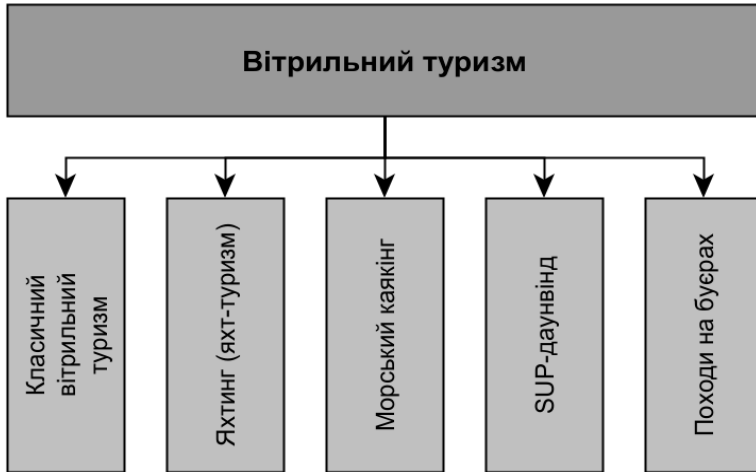 Вітрильний туризм
Класичний
вітрильний
туризм
Яхтинг (яхт-туризм)
Морський каякінг
SUP-даунвінд
Походи на буєрах